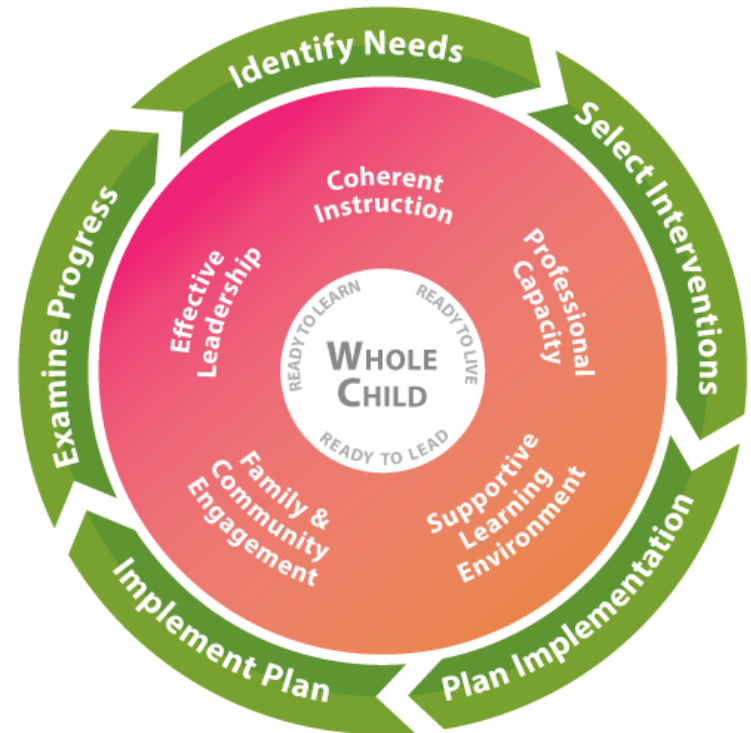 Identify Needs
Select Interventions
Plan Implementation
Implement Plan
Examine Progress
Coherent
Instruction
Professional
Capacity
Supportive
Learning
Environment
Family &
Community
Engagement
Effective
Leadership
READY TO LEARN
READY TO LIVE
READY TO LEAD
WHOLE
CHILD